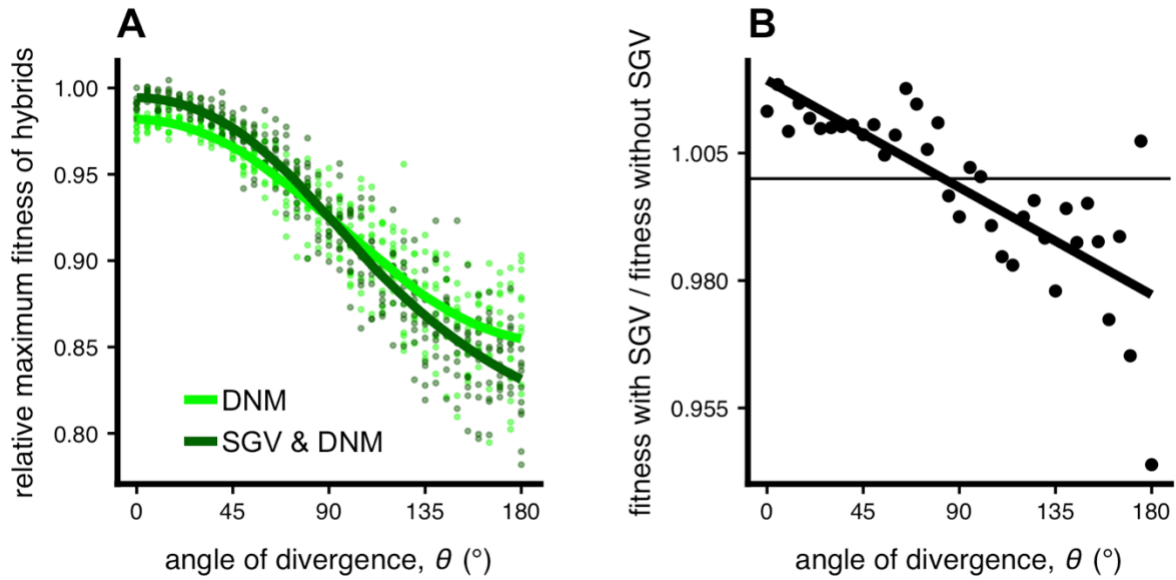 A
relative maximum fitness of hybrids
1.00
0.95
0.90
0.85
0.80
DNM
SGV & DNM
0 45 90 135 180
angle of divergence, θ (°)
B
fitness with SGV / fitness without SGV
1.005
0.980
0.955
0 45 90 135 180
angle of divergence, θ (°)